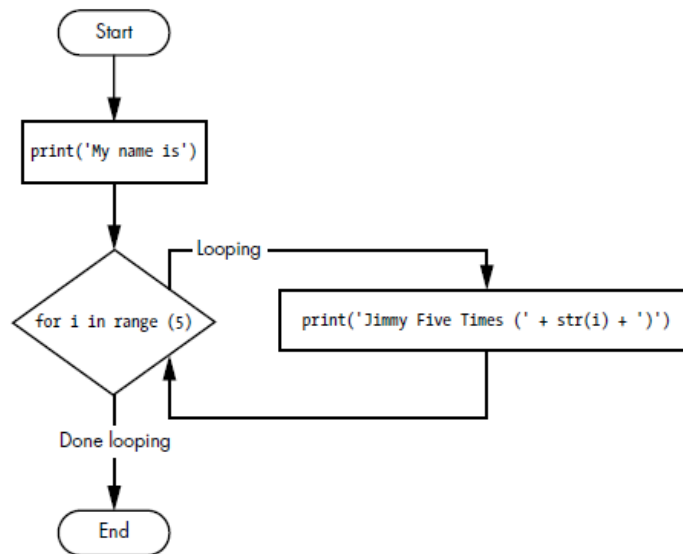 Start
print('My name is')
Looping
for i in range (5)
print('Jimmy Five Times (' + str(i) + ')')
Done looping
End